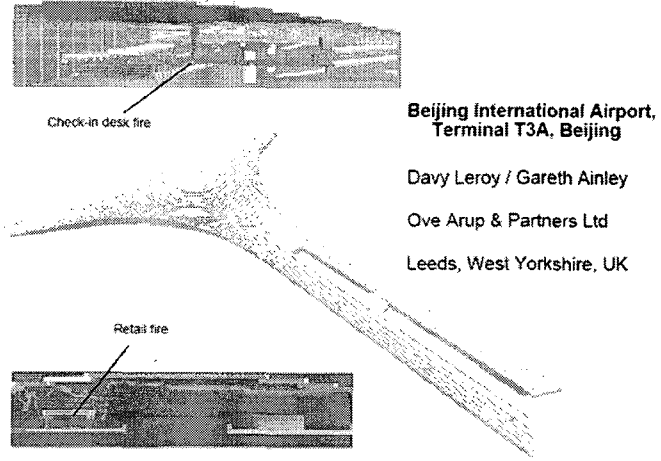 Check-in desk fire
Beijing International Airport,
Terminal T3A, Beijing
Davy Leroy / Gareth Ainley
Ove Arup & Partners Ltd
Leeds, West Yorkshire, UK
Retail fire